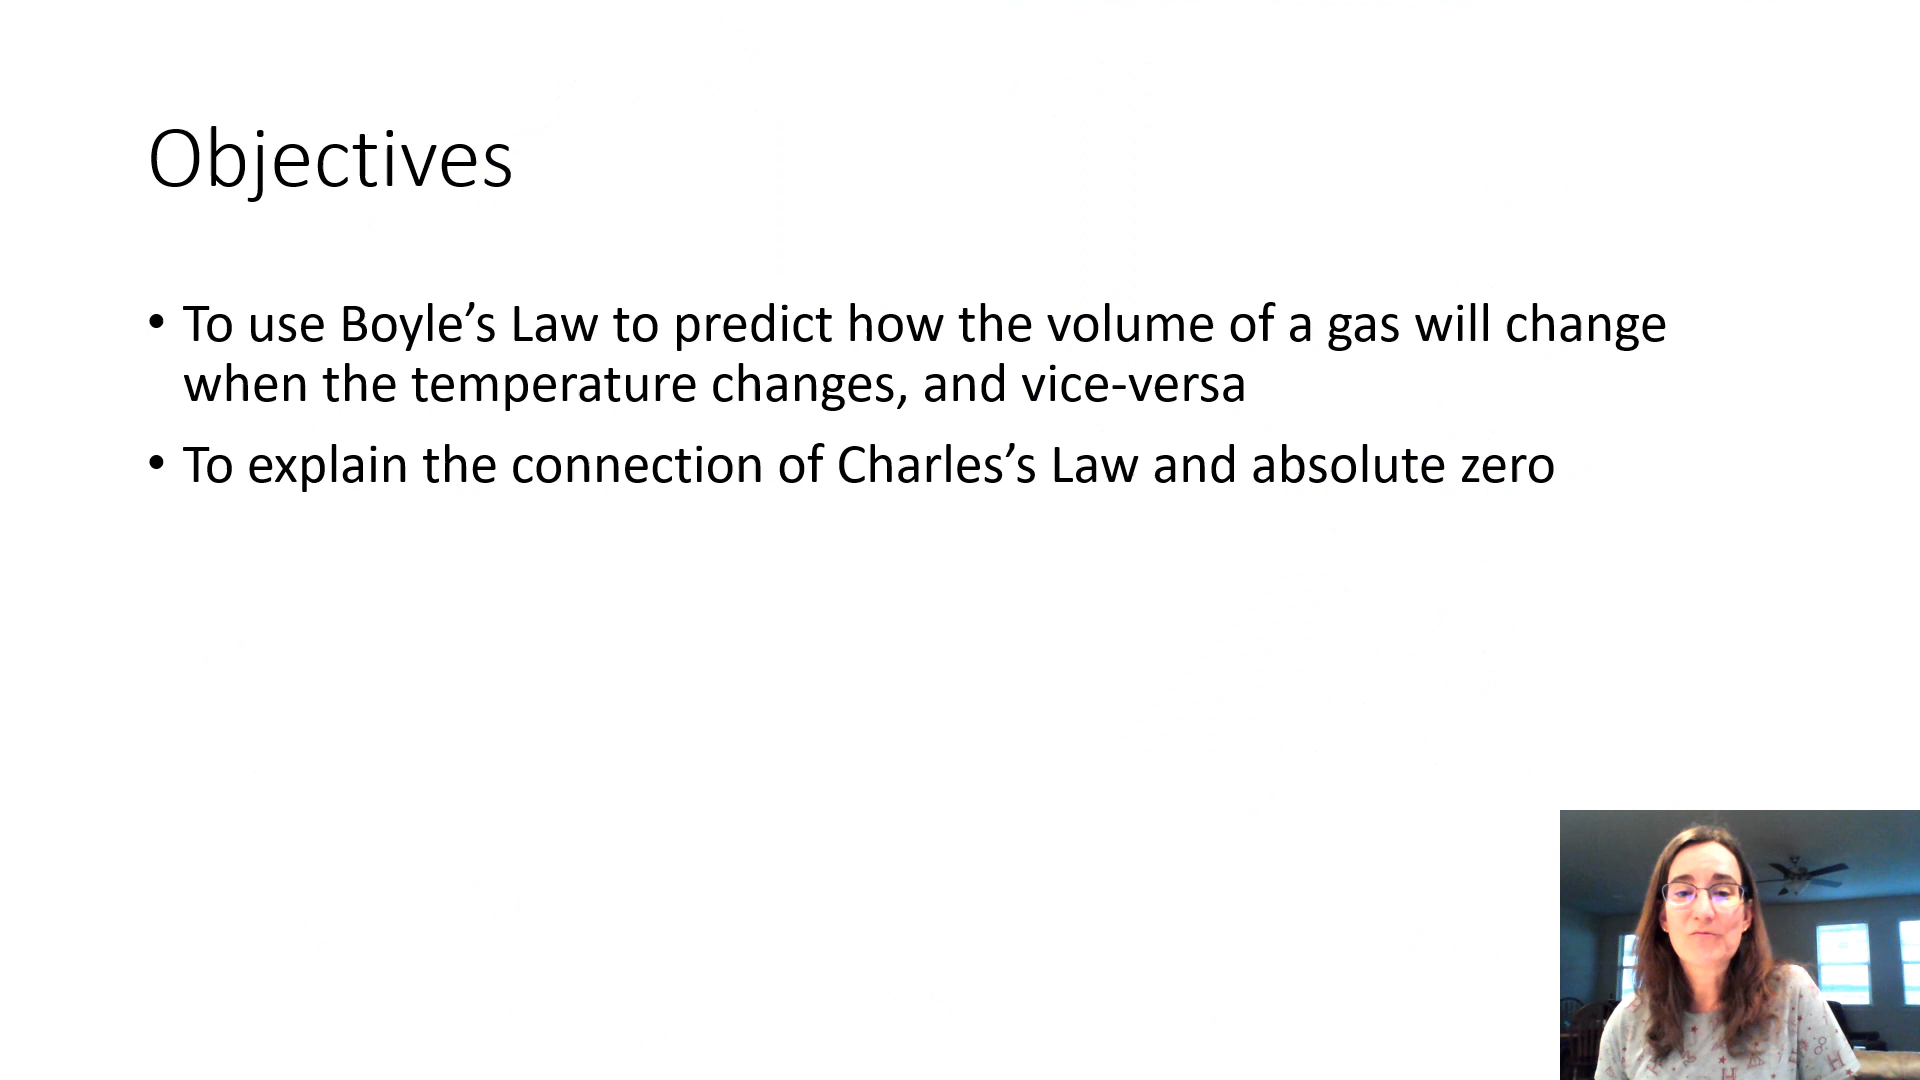 Objectives
• To use Boyle’s Law to predict how the volume of a gas will change
when the temperature changes, and vice-versa
• To explain the connection of Charles’s Law and absolute zero